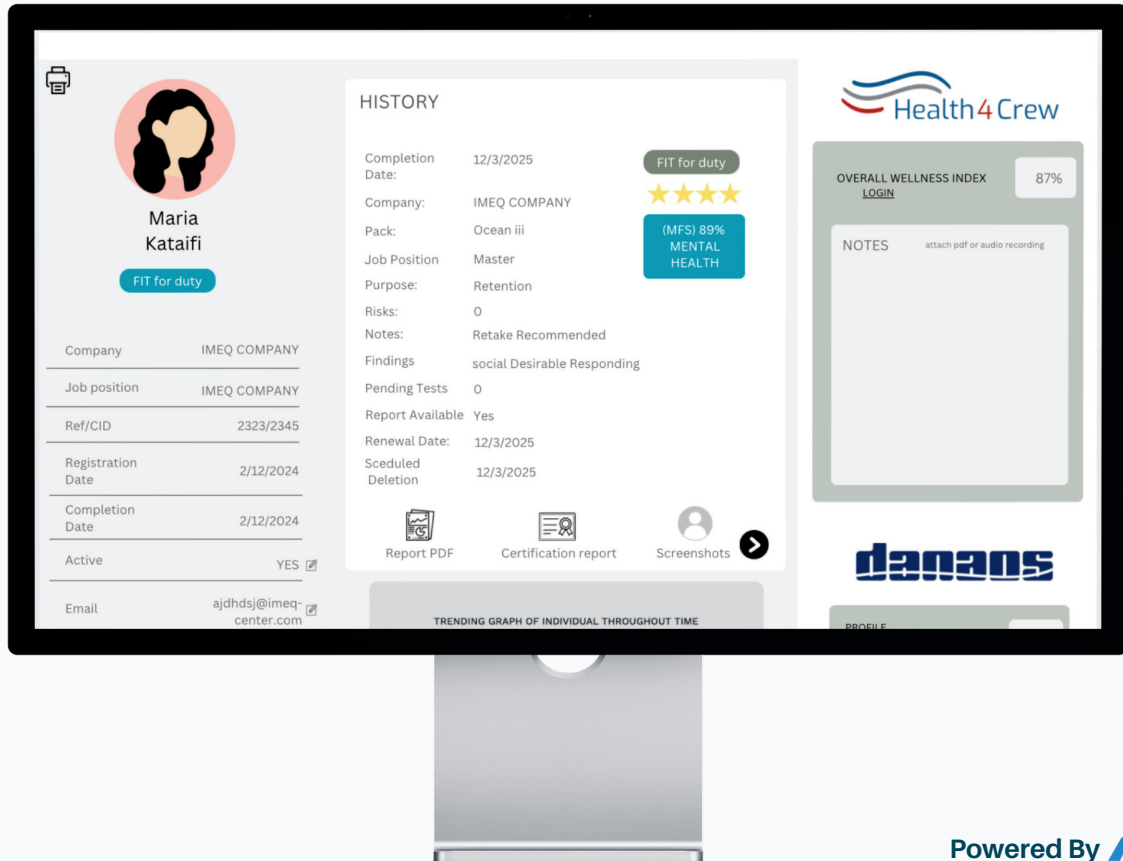 Maria
Kataifi
FIT for duty
Company IMEQ COMPANY
Job position IMEQ COMPANY
Ref/CID 2323/2345
Registration
Date 2/12/2024
Completion
Date 2/12/2024
Active YES
Email ajdhdsj@imeq-
center.com
HISTORY
Completion
Date: 12/3/2025
Company: IMEQ COMPANY
Pack: Ocean iii
Job Position Master
Purpose: Retention
Risks: 0
Notes: Retake Recommended
Findings social Desirable Responding
Pending Tests 0
Report Available Yes
Renewal Date: 12/3/2025
Sceduled
Deletion 12/3/2025
FIT for duty
(MFS) 89%
MENTAL
HEALTH
Report PDF
Certification report
Screenshots
TRENDING GRAPH OF INDIVIDUAL THROUGHOUT TIME
Health4Crew
OVERALL WELLNESS INDEX 87%
LOGIN
NOTES attach pdf or audio recording
danaos
PROFILE
Powered By